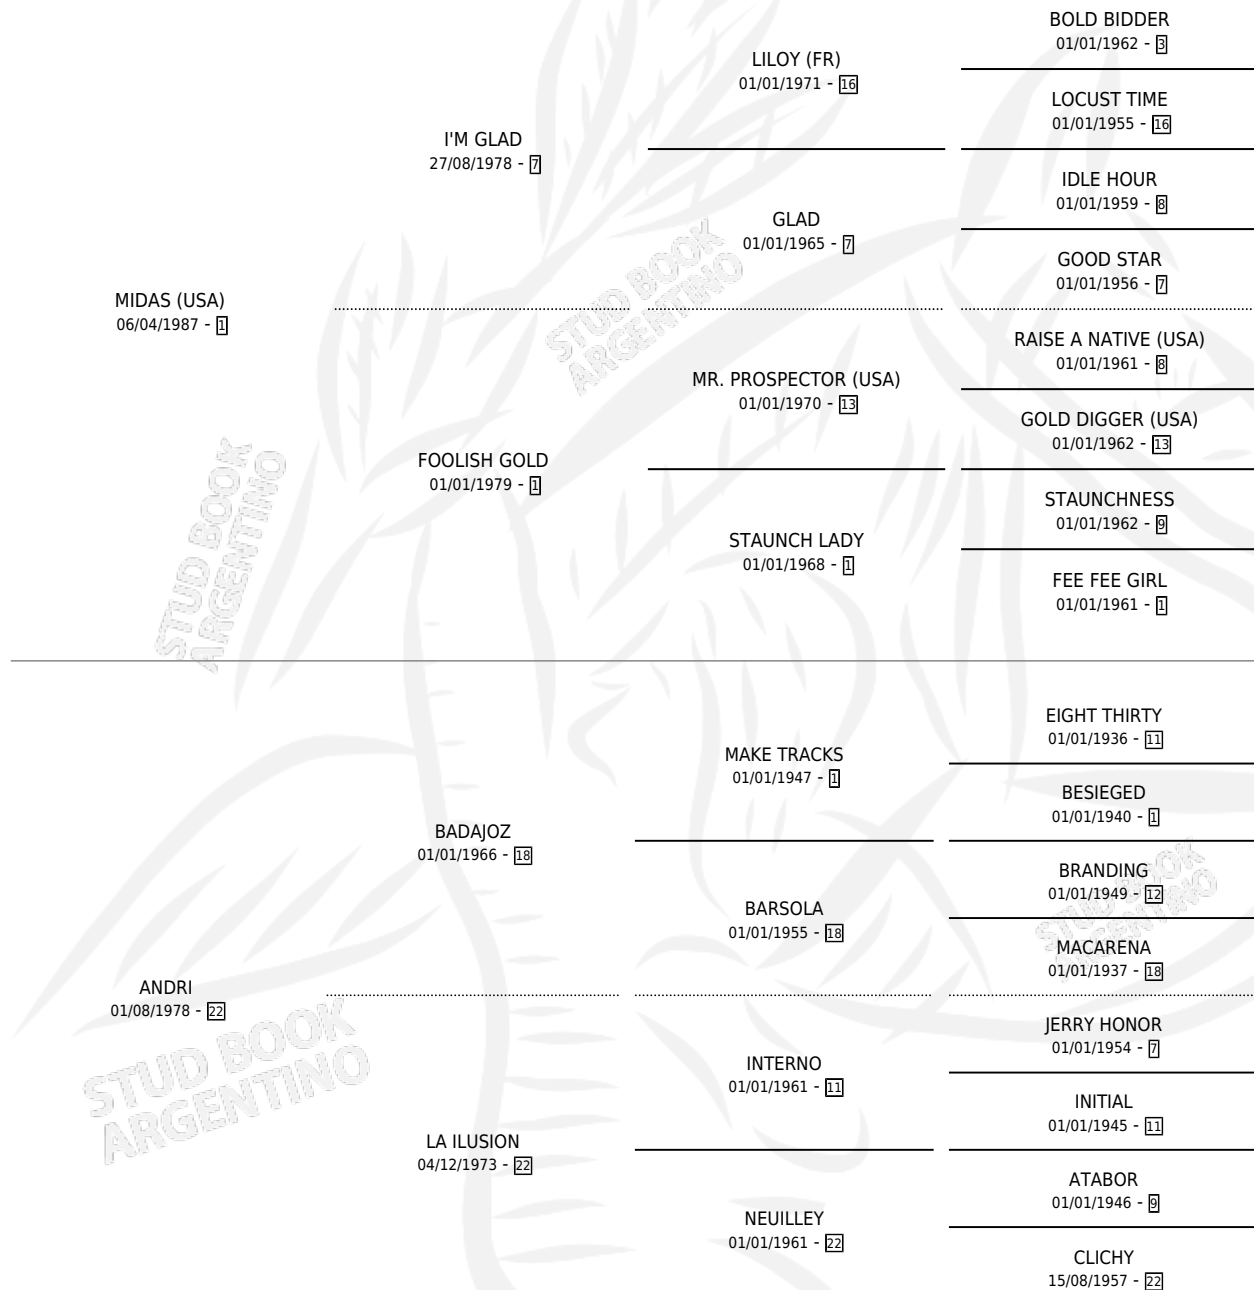 BOLD BIDDER
01/01/1962 - 3
LILOY (FR)
01/01/1971 - 16
LOCUST TIME
01/01/1955 - 16
I'M GLAD
27/08/1978 - 7
IDLE HOUR
01/01/1959 - 8
GLAD
01/01/1965 - 7
GOOD STAR
01/01/1956 - 7
MIDAS (USA)
06/04/1987 - 1
RAISE A NATIVE (USA)
01/01/1961 - 8
MR. PROSPECTOR (USA)
01/01/1970 - 13
GOLD DIGGER (USA)
01/01/1962 - 13
FOOLISH GOLD
01/01/1979 - 1
STAUNCHNESS
01/01/1962 - 9
STAUNCH LADY
01/01/1968 - 1
FEE FEE GIRL
01/01/1961 - 1
EIGHT THIRTY
01/01/1936 - 11
MAKE TRACKS
01/01/1947 - 1
BESIEGED
01/01/1940 - 1
BADAJOZ
01/01/1966 - 18
BRANDING
01/01/1949 - 12
BARSOLA
01/01/1955 - 18
MACARENA
01/01/1937 - 18
ANDRI
01/08/1978 - 22
JERRY HONOR
01/01/1954 - 7
INTERNO
01/01/1961 - 11
INITIAL
01/01/1945 - 11
LA ILUSION
04/12/1973 - 22
ATABOR
01/01/1946 - 9
NEUILLEY
01/01/1961 - 22
CLICHY
15/08/1957 - 22
STUD BOOK
ARGENTINO
STUD BOOK
ARGENTINO
STUD BOOK
ARGENTINO
STUD BOOK
ARGENTINO